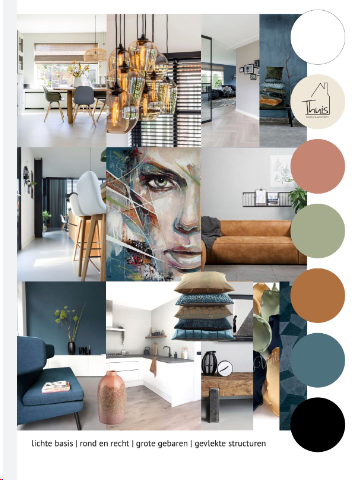 Thuis
lichte basis | rond en recht | grote gebaren | gevlekte structuren